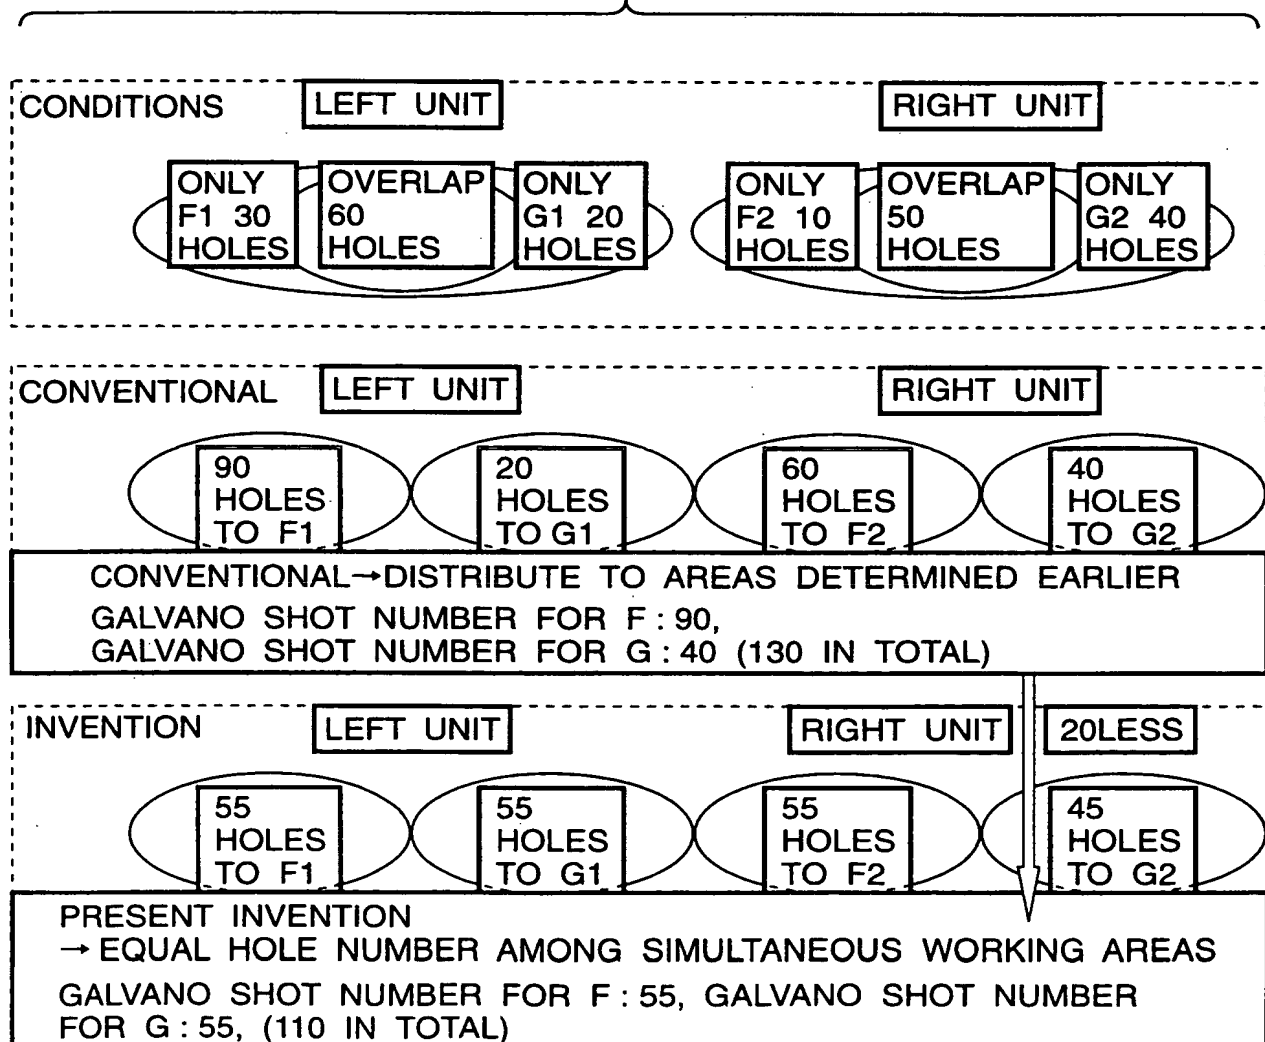 CONDITIONS
LEFT UNIT
RIGHT UNIT
ONLY
F1 30
HOLES
OVERLAP
60
HOLES
ONLY
G1 20
HOLES
ONLY
F2 10
HOLES
OVERLAP
50
HOLES
ONLY
G2 40
HOLES
CONVENTIONAL
LEFT UNIT
RIGHT UNIT
90
HOLES
TO F1
20
HOLES
TO G1
60
HOLES
TO F2
40
HOLES
TO G2
CONVENTIONAL→DISTRIBUTE TO AREAS DETERMINED EARLIER
GALVANO SHOT NUMBER FOR F : 90,
GALVANO SHOT NUMBER FOR G : 40 (130 IN TOTAL)
INVENTION
LEFT UNIT
RIGHT UNIT
20LESS
55
HOLES
TO F1
55
HOLES
TO G1
55
HOLES
TO F2
45
HOLES
TO G2
PRESENT INVENTION
→ EQUAL HOLE NUMBER AMONG SIMULTANEOUS WORKING AREAS
GALVANO SHOT NUMBER FOR F : 55, GALVANO SHOT NUMBER
FOR G : 55, (110 IN TOTAL)